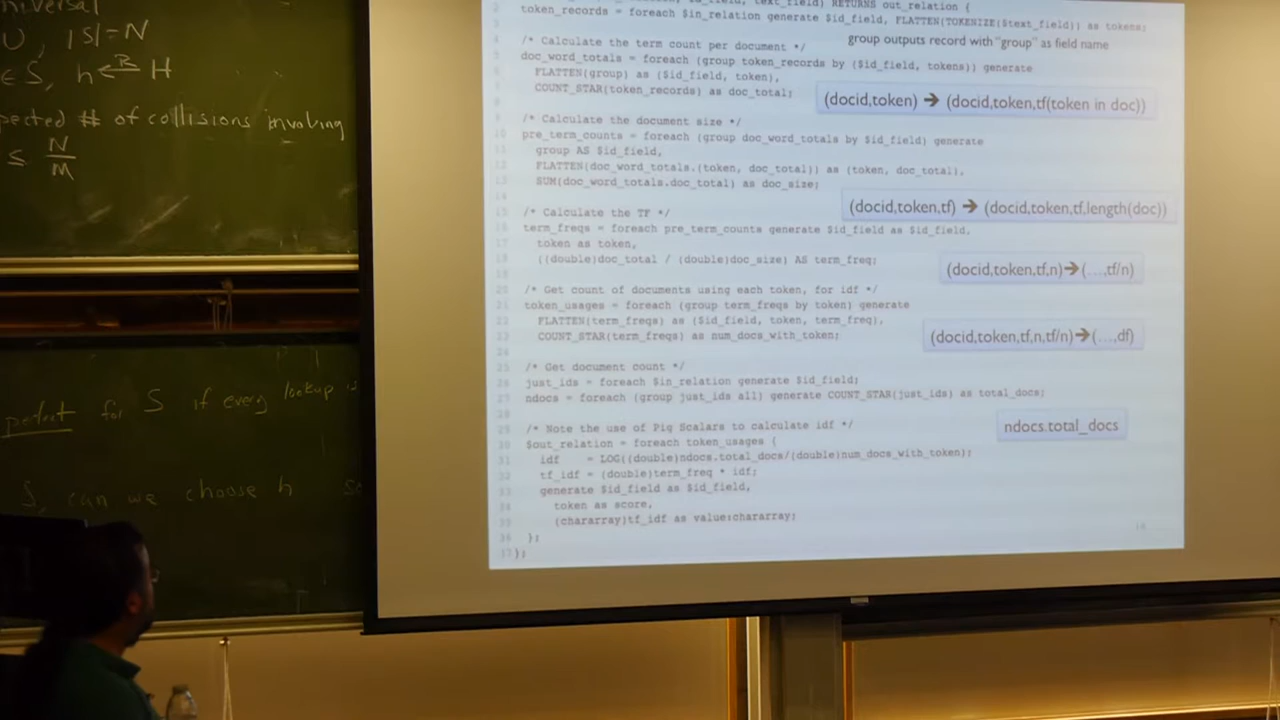 niversal
U, |S|=N
∈ S, h ←R H
pected # of collisions involving
≤ N/M
perfect for S if every lookup is
S, can we choose h
RETURNS out_relation {
token_records = foreach $in_relation generate $id_field, FLATTEN(TOKENIZE($text_field)) as tokens;
group outputs record with "group" as field name
/* Calculate the term count per document */
doc_word_totals = foreach (group token_records by ($id_field, tokens)) generate
FLATTEN(group) as ($id_field, token),
COUNT_STAR(token_records) as doc_total;
(docid,token) ➔ (docid,token,tf(token in doc))
/* Calculate the document size */
pre_term_counts = foreach (group doc_word_totals by $id_field) generate
group AS $id_field,
FLATTEN(doc_word_totals.(token, doc_total)) as (token, doc_total),
SUM(doc_word_totals.doc_total) as doc_size;
(docid,token,tf) ➔ (docid,token,tf,length(doc))
/* Calculate the TF */
term_freqs = foreach pre_term_counts generate $id_field as $id_field,
token as token,
((double)doc_total / (double)doc_size) AS term_freq;
(docid,token,tf,n)➔(…,tf/n)
/* Get count of documents using each token, for idf */
token_usages = foreach (group term_freqs by token) generate
FLATTEN(term_freqs) as ($id_field, token, term_freq),
COUNT_STAR(term_freqs) as num_docs_with_token;
(docid,token,tf,n,tf/n)➔(…,df)
/* Get document count */
just_ids = foreach $in_relation generate $id_field;
ndocs = foreach (group just_ids all) generate COUNT_STAR(just_ids) as total_docs;
ndocs.total_docs
/* Note the use of Pig Scalars to calculate idf */
$out_relation = foreach token_usages {
idf = LOG((double)ndocs.total_docs/(double)num_docs_with_token);
tf_idf = (double)term_freq * idf;
generate $id_field as $id_field,
token as score,
(chararray)tf_idf as value:chararray;
};
};